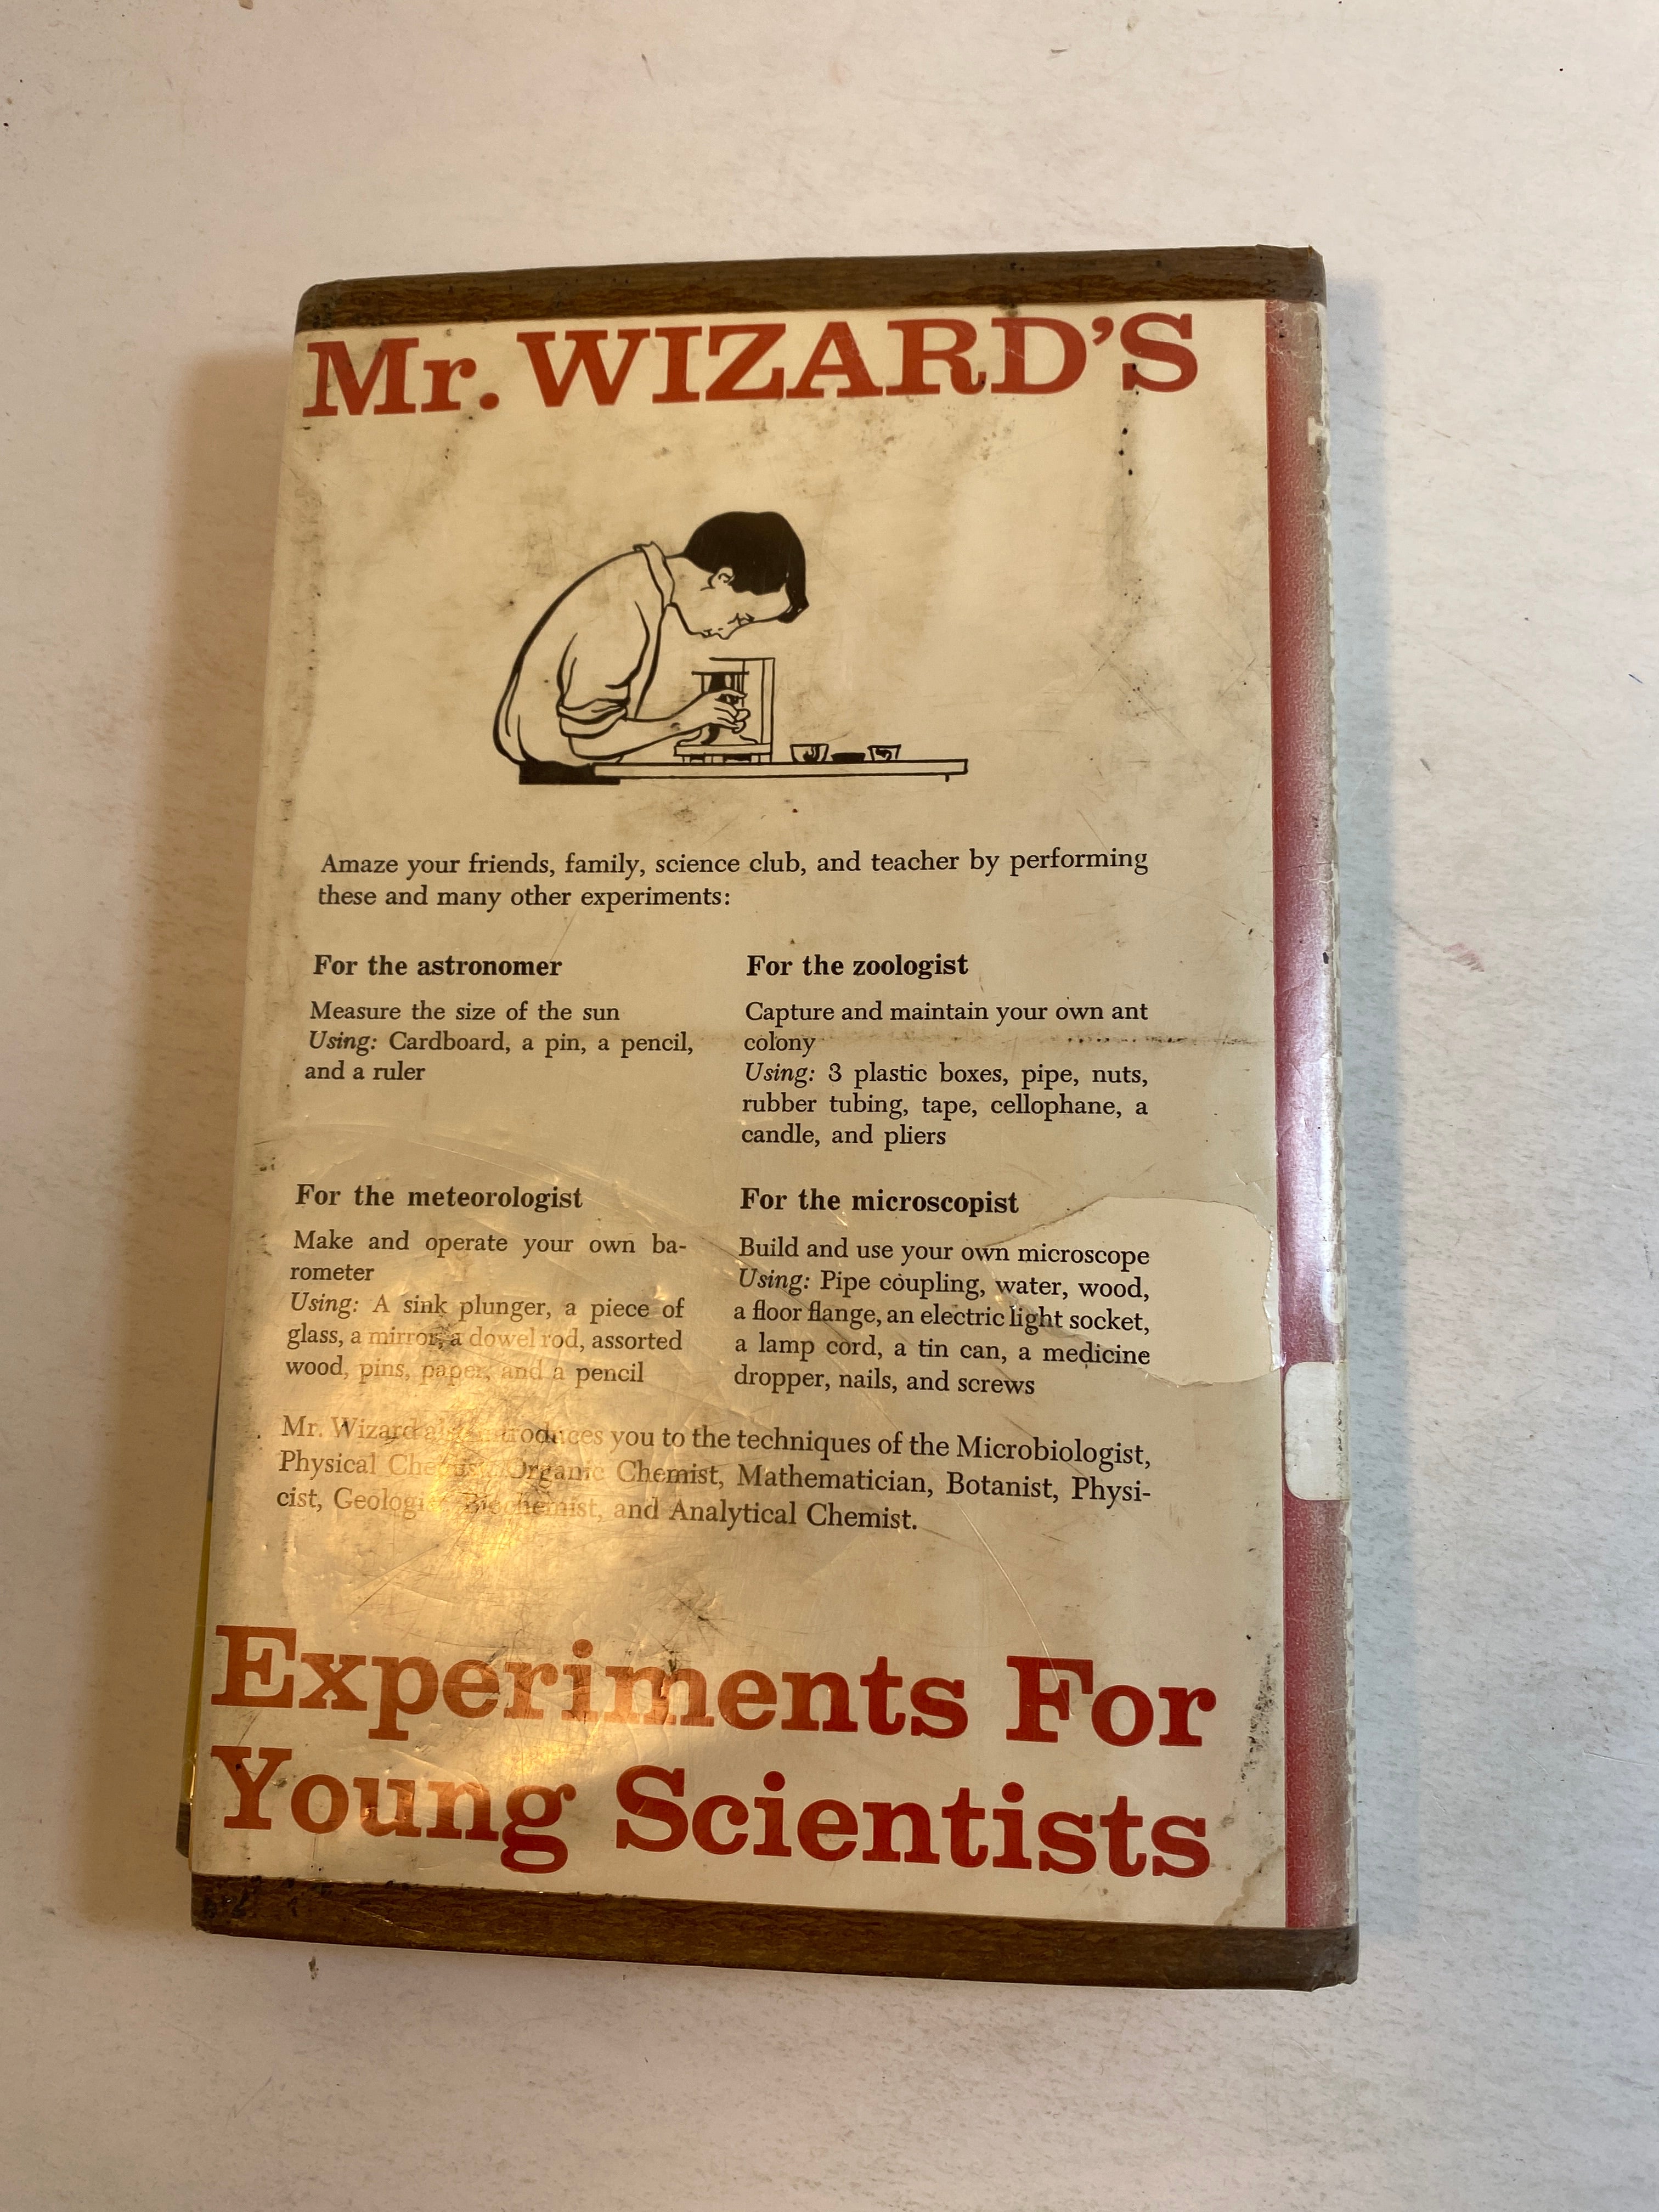 Mr. WIZARD'S
Amaze your friends, family, science club, and teacher by performing
these and many other experiments:
For the astronomer
Measure the size of the sun
Using: Cardboard, a pin, a pencil,
and a ruler
For the zoologist
Capture and maintain your own ant
colony
Using: 3 plastic boxes, pipe, nuts,
rubber tubing, tape, cellophane, a
candle, and pliers
For the meteorologist
Make and operate your own ba-
rometer
Using: A sink plunger, a piece of
glass, a mirror, a dowel rod, assorted
wood, pins, paper, and a pencil
For the microscopist
Build and use your own microscope
Using: Pipe coupling, water, wood,
a floor flange, an electric light socket,
a lamp cord, a tin can, a medicine
dropper, nails, and screws
Mr. Wizard also introduces you to the techniques of the Microbiologist,
Physical Chemist, Organic Chemist, Mathematician, Botanist, Physi-
cist, Geologist, Biochemist, and Analytical Chemist.
Experiments For
Young Scientists